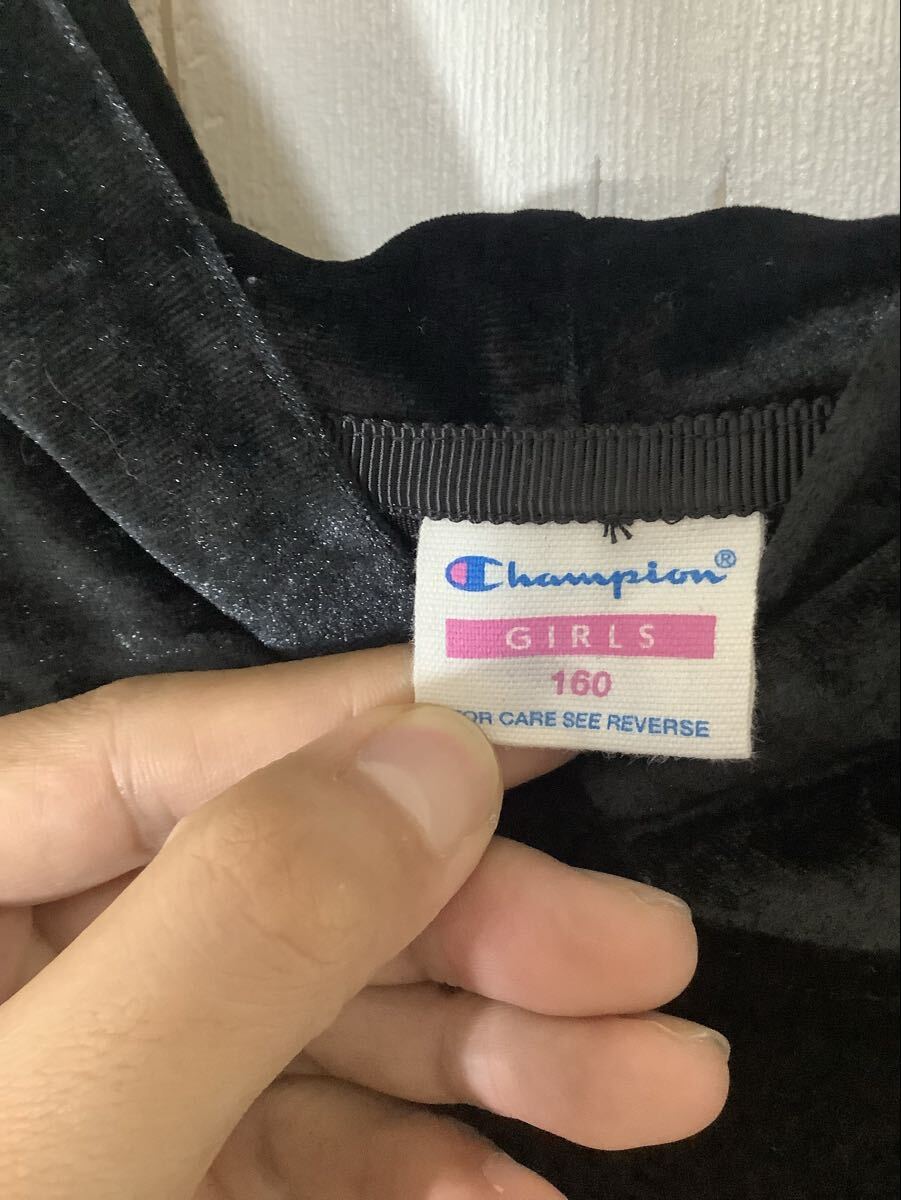 Champion®
GIRLS
160
FOR CARE SEE REVERSE